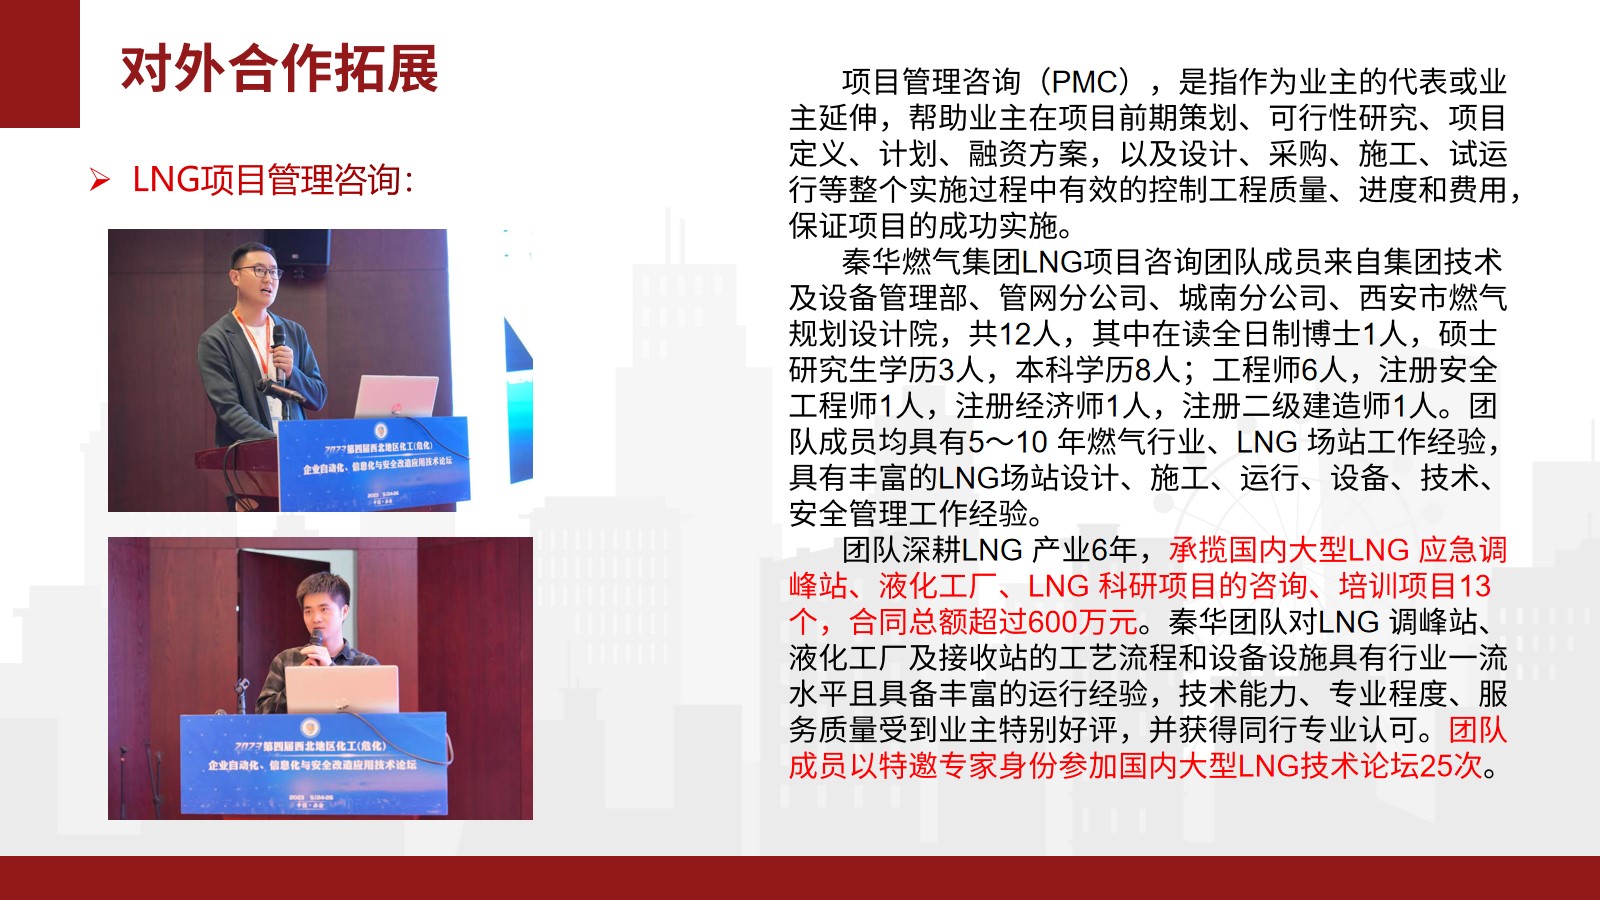 对外合作拓展
LNG项目管理咨询：
2023第四届西北地区化工(危化)
企业自动化、信息化与安全改造应用技术论坛
2023第四届西北地区化工(危化)
企业自动化、信息化与安全改造应用技术论坛
项目管理咨询（PMC），是指作为业主的代表或业
主延伸，帮助业主在项目前期策划、可行性研究、项目
定义、计划、融资方案，以及设计、采购、施工、试运
行等整个实施过程中有效的控制工程质量、进度和费用，
保证项目的成功实施。
秦华燃气集团LNG项目咨询团队成员来自集团技术
及设备管理部、管网分公司、城南分公司、西安市燃气
规划设计院，共12人，其中在读全日制博士1人，硕士
研究生学历3人，本科学历8人；工程师6人，注册安全
工程师1人，注册经济师1人，注册二级建造师1人。团
队成员均具有5～10 年燃气行业、LNG 场站工作经验，
具有丰富的LNG场站设计、施工、运行、设备、技术、
安全管理工作经验。
团队深耕LNG 产业6年，承揽国内大型LNG 应急调
峰站、液化工厂、LNG 科研项目的咨询、培训项目13
个，合同总额超过600万元。秦华团队对LNG 调峰站、
液化工厂及接收站的工艺流程和设备设施具有行业一流
水平且具备丰富的运行经验，技术能力、专业程度、服
务质量受到业主特别好评，并获得同行专业认可。团队
成员以特邀专家身份参加国内大型LNG技术论坛25次。